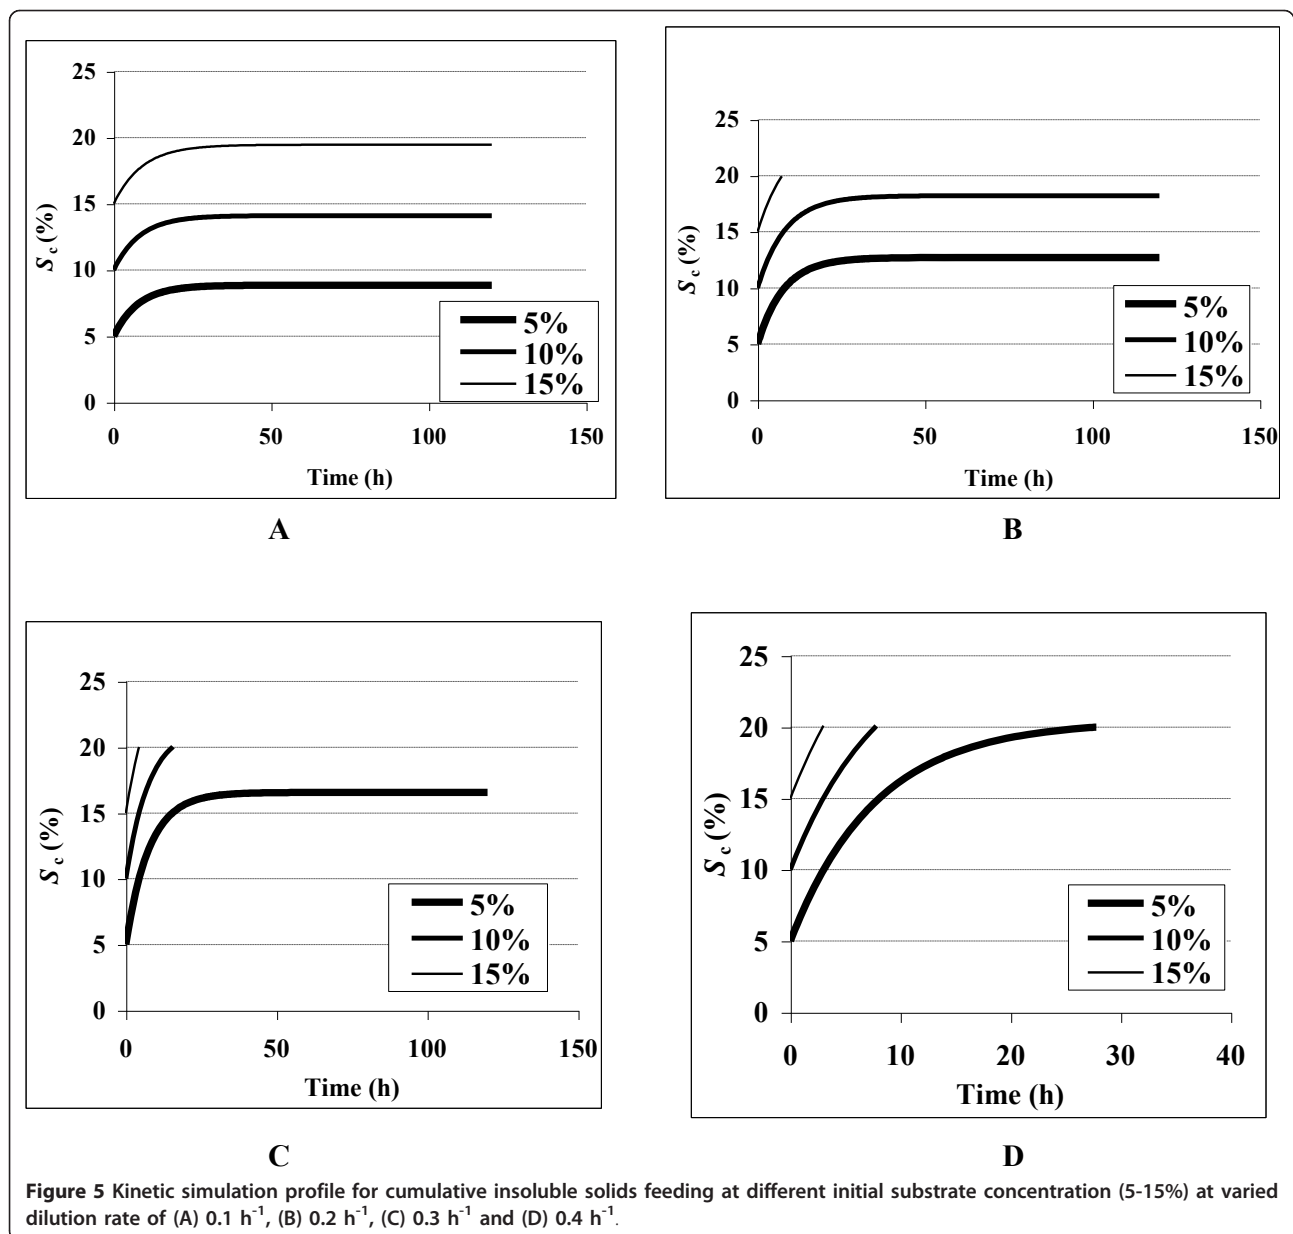 25
20
15
10
5
0
S c (%)
0 50 100 150
Time (h)
5%
10%
15%
A
25
20
15
10
5
0
S c (%)
0 50 100 150
Time (h)
5%
10%
15%
B
25
20
15
10
5
0
S c (%)
0 50 100 150
Time (h)
5%
10%
15%
C
25
20
15
10
5
0
S c (%)
0 10 20 30 40
Time (h)
5%
10%
15%
D
Figure 5 Kinetic simulation profile for cumulative insoluble solids feeding at different initial substrate concentration (5-15%) at varied
dilution rate of (A) 0.1 h-1, (B) 0.2 h-1, (C) 0.3 h-1 and (D) 0.4 h-1.